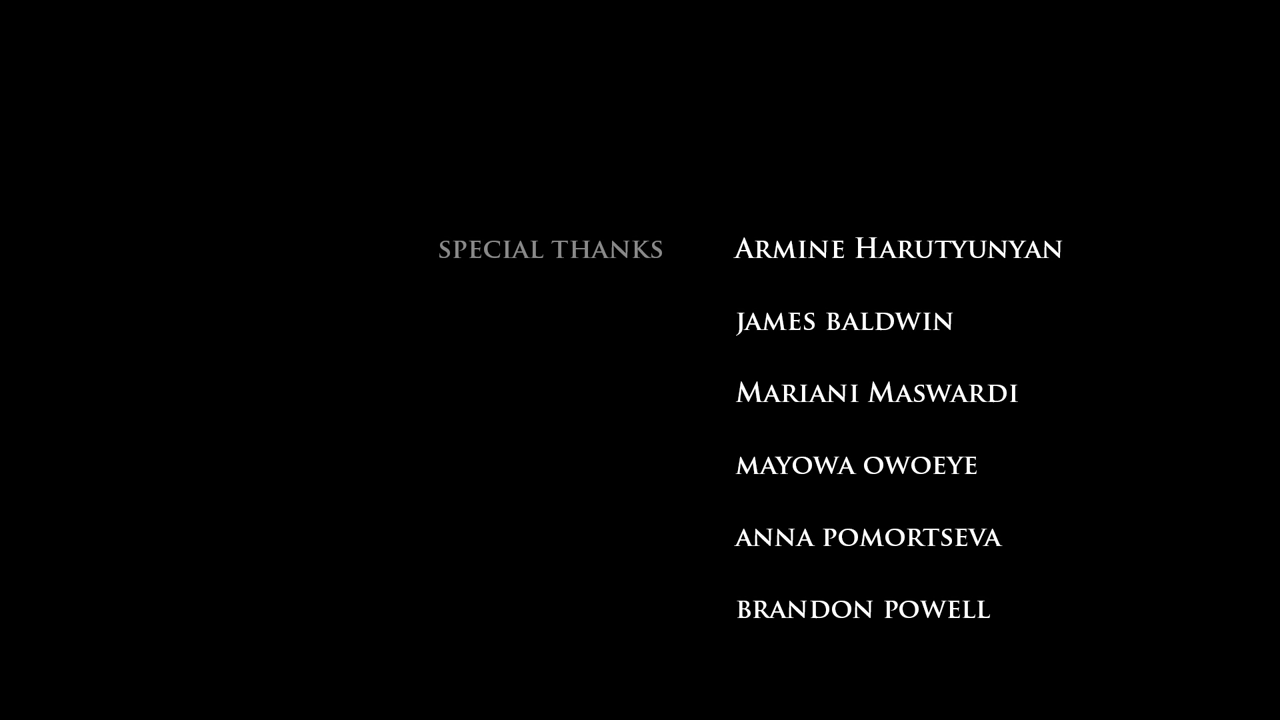 SPECIAL THANKS Armine Harutyunyan
james baldwin
Mariani Maswardi
mayowa owoeye
anna pomortseva
brandon powell